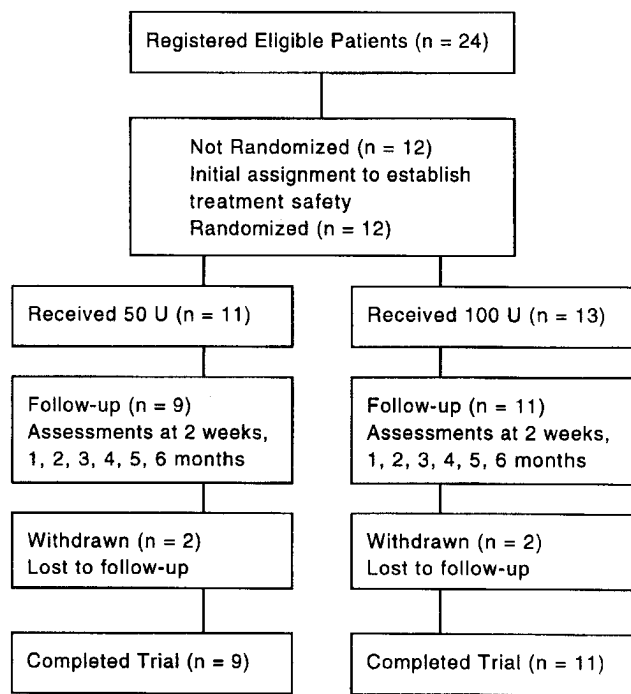 Registered Eligible Patients (n = 24)
Not Randomized (n = 12)
Initial assignment to establish
treatment safety
Randomized (n = 12)
Received 50 U (n = 11)
Received 100 U (n = 13)
Follow-up (n = 9)
Assessments at 2 weeks,
1, 2, 3, 4, 5, 6 months
Follow-up (n = 11)
Assessments at 2 weeks,
1, 2, 3, 4, 5, 6 months
Withdrawn (n = 2)
Lost to follow-up
Withdrawn (n = 2)
Lost to follow-up
Completed Trial (n = 9)
Completed Trial (n = 11)